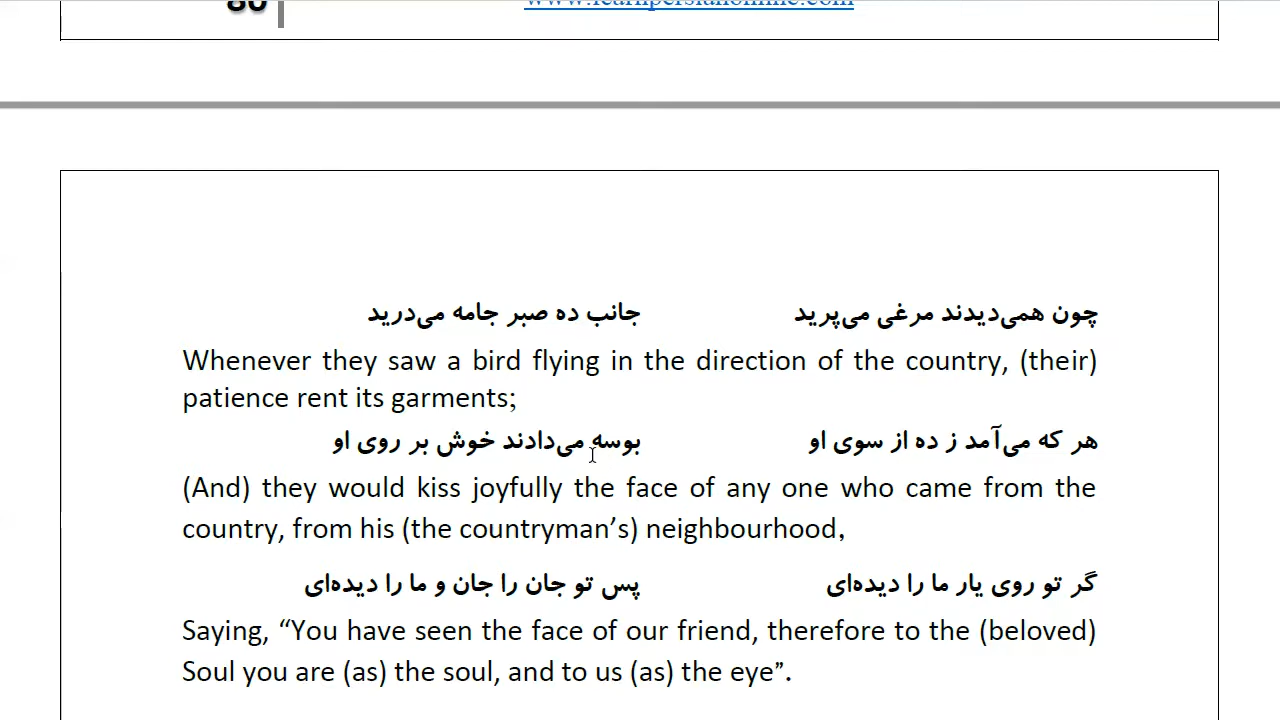 80 www.learnpersianonline.com
چون همی‌دیدند مرغی می‌پرید جانب ده صبر جامه می‌درید
Whenever they saw a bird flying in the direction of the country, (their)
patience rent its garments;
هر که می‌آمد ز ده از سوی او بوسه می‌دادند خوش بر روی او
(And) they would kiss joyfully the face of any one who came from the
country, from his (the countryman’s) neighbourhood,
گر تو روی یار ما را دیده‌ای پس تو جان را جان و ما را دیده‌ای
Saying, “You have seen the face of our friend, therefore to the (beloved)
Soul you are (as) the soul, and to us (as) the eye”.